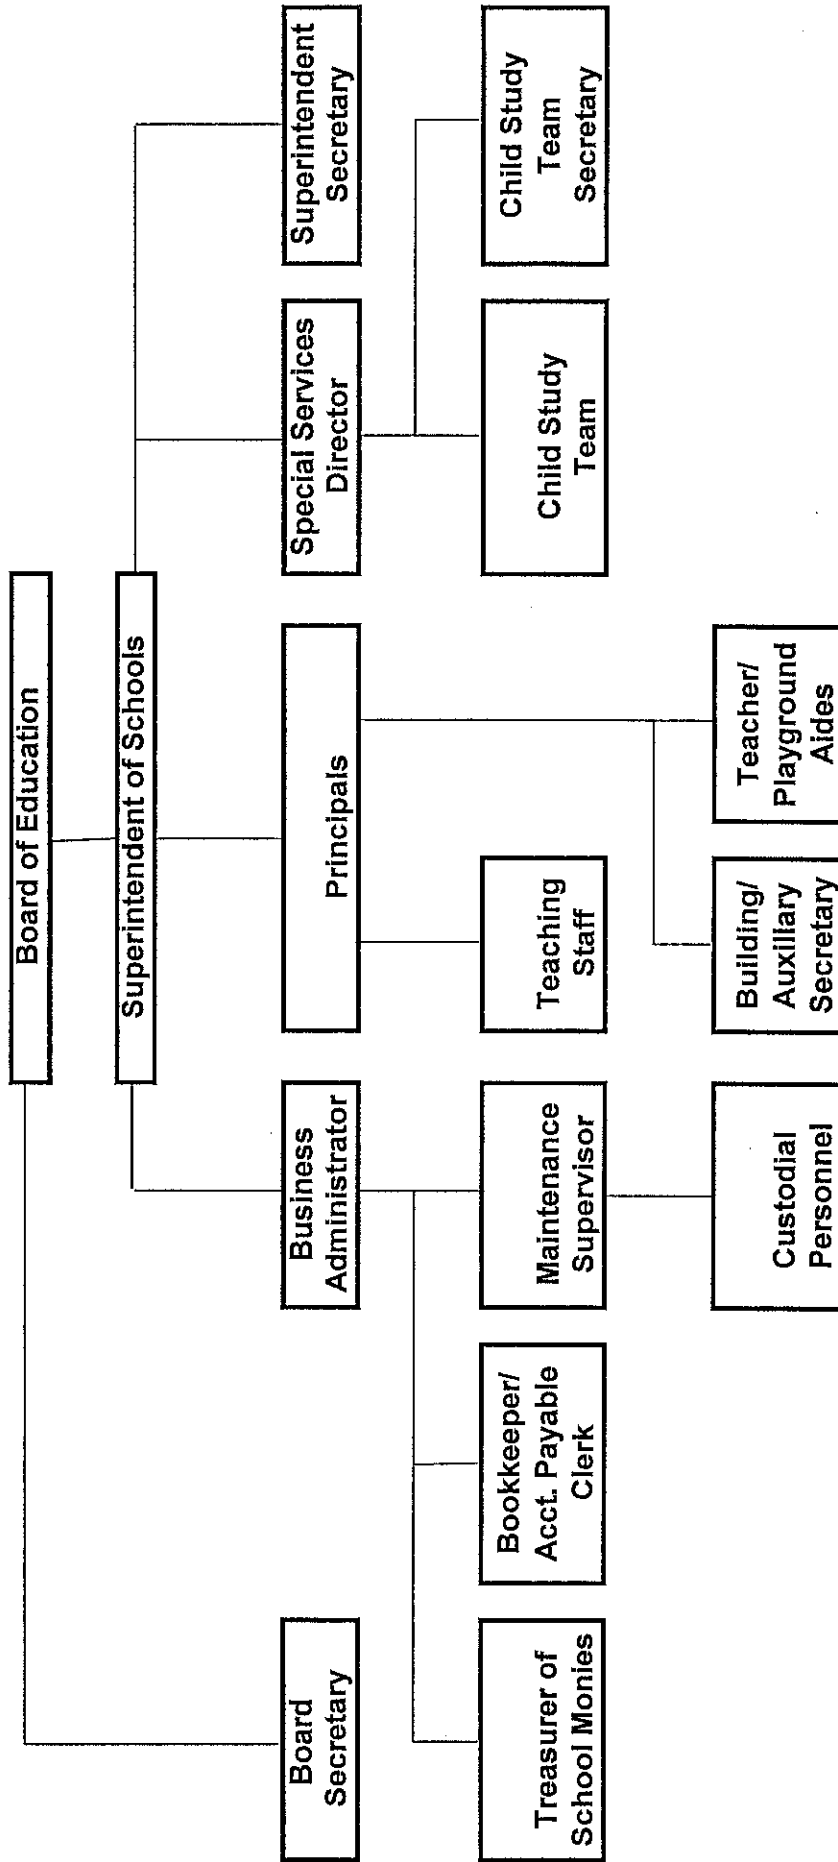 Board of Education
Superintendent of Schools
Board
Secretary
Business
Administrator
Principals
Special Services
Director
Superintendent
Secretary
Treasurer of
School Monies
Bookkeeper/
Acct. Payable
Clerk
Maintenance
Supervisor
Teaching
Staff
Child Study
Team
Child Study
Team
Secretary
Custodial
Personnel
Building/
Auxillary
Secretary
Teacher/
Playground
Aides